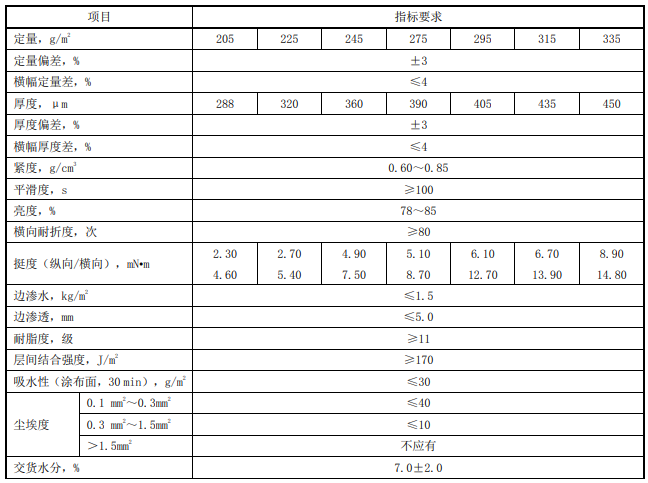 项目 指标要求
定量，g/m² 205 225 245 275 295 315 335
定量偏差，% ±3
横幅定量差，% ≤4
厚度，μm 288 320 360 390 405 435 450
厚度偏差，% ±3
横幅厚度差，% ≤4
紧度，g/cm³ 0.60～0.85
平滑度，s ≥100
亮度，% 78～85
横向耐折度，次 ≥80
挺度（纵向/横向），mN•m 2.30 2.70 4.90 5.10 6.10 6.70 8.90
4.60 5.40 7.50 8.70 12.70 13.90 14.80
边渗水，kg/m² ≤1.5
边渗透，mm ≤5.0
耐脂度，级 ≥11
层间结合强度，J/m² ≥170
吸水性（涂布面，30 min），g/m² ≤30
尘埃度 0.1 mm²～0.3mm² ≤40
0.3 mm²～1.5mm² ≤10
＞1.5mm² 不应有
交货水分，% 7.0±2.0